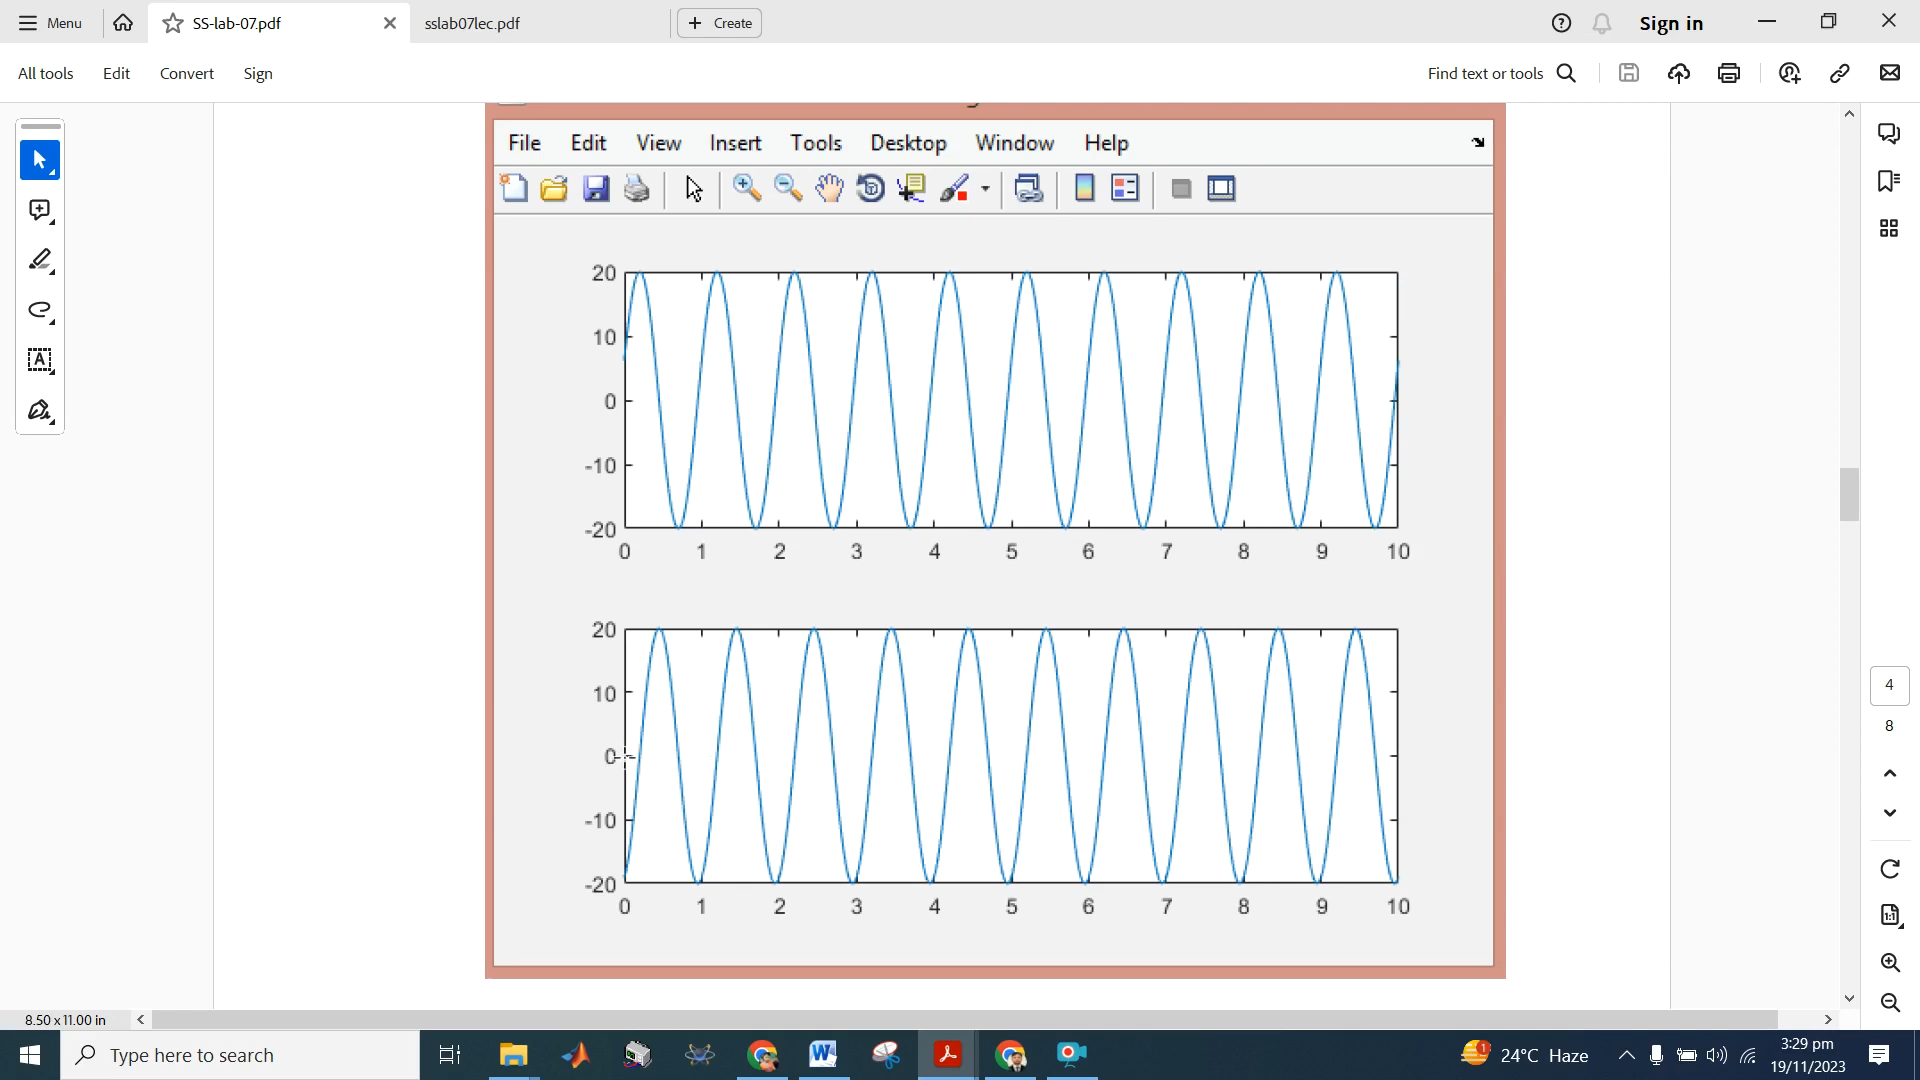 Menu
SS-lab-07.pdf
sslab07lec.pdf
+ Create
Sign in
All tools
Edit
Convert
Sign
Find text or tools
File Edit View Insert Tools Desktop Window Help
20
10
0
-10
-20
0 1 2 3 4 5 6 7 8 9 10
20
10
0
-10
-20
0 1 2 3 4 5 6 7 8 9 10
4
8
8.50 x 11.00 in
Type here to search
24°C Haze
3:29 pm
19/11/2023